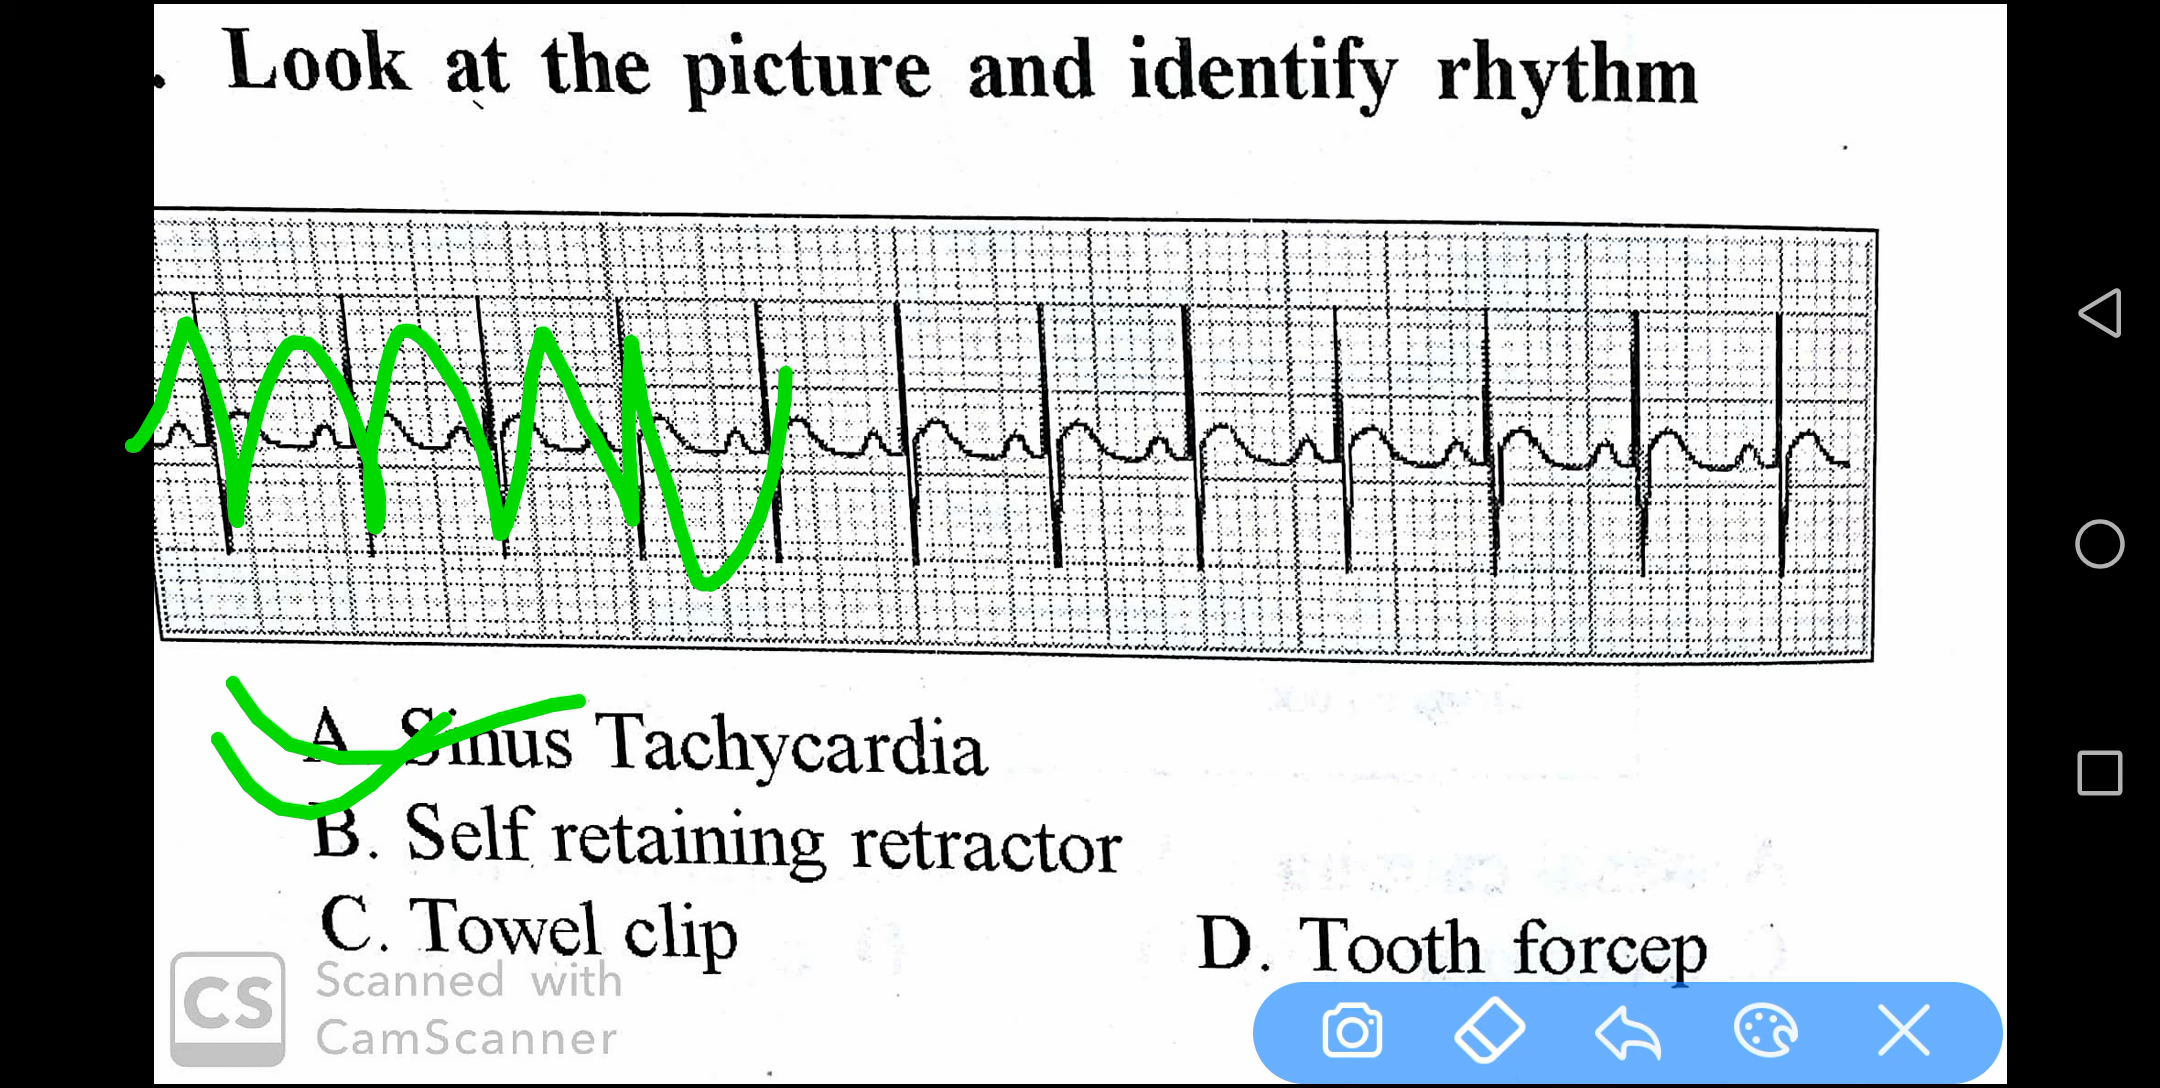 . Look at the picture and identify rhythm
A. Sinus Tachycardia
B. Self retaining retractor
C. Towel clip
D. Tooth forcep
CS Scanned with
CamScanner